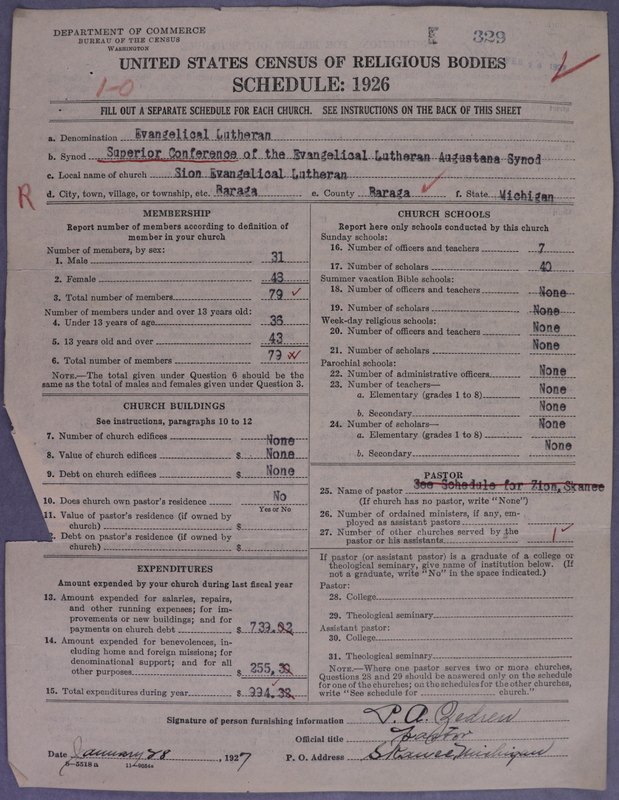 DEPARTMENT OF COMMERCE
BUREAU OF THE CENSUS
WASHINGTON
E 329
UNITED STATES CENSUS OF RELIGIOUS BODIES
1-0
SCHEDULE: 1926
FILL OUT A SEPARATE SCHEDULE FOR EACH CHURCH. SEE INSTRUCTIONS ON THE BACK OF THIS SHEET
a. Denomination Evangelical Lutheran
b. Synod Superior Conference of the Evangelical Lutheran Augustana Synod
c. Local name of church Sion Evangelical Lutheran
R d. City, town, village, or township, etc. Baraga e. County Baraga f. State Michigan
MEMBERSHIP
Report number of members according to definition of
member in your church
Number of members, by sex:
1. Male 31
2. Female 48
3. Total number of members 79
Number of members under and over 13 years old:
4. Under 13 years of age 36
5. 13 years old and over 43
6. Total number of members 79
NOTE.—The total given under Question 6 should be the
same as the total of males and females given under Question 3.
CHURCH BUILDINGS
See instructions, paragraphs 10 to 12
7. Number of church edifices None
8. Value of church edifices $ None
9. Debt on church edifices $ None
10. Does church own pastor's residence No
Yes or No
11. Value of pastor's residence (if owned by
church) $
Debt on pastor's residence (if owned by
church) $
EXPENDITURES
Amount expended by your church during last fiscal year
13. Amount expended for salaries, repairs,
and other running expenses; for im-
provements or new buildings; and for
payments on church debt $ 739.02
14. Amount expended for benevolences, in-
cluding home and foreign missions; for
denominational support; and for all
other purposes $ 255,32
15. Total expenditures during year $ 994.32
CHURCH SCHOOLS
Report here only schools conducted by this church
Sunday schools:
16. Number of officers and teachers 7
17. Number of scholars 40
Summer vacation Bible schools:
18. Number of officers and teachers None
19. Number of scholars None
Week-day religious schools:
20. Number of officers and teachers None
21. Number of scholars None
Parochial schools:
22. Number of administrative officers None
23. Number of teachers—
a. Elementary (grades 1 to 8) None
b. Secondary None
24. Number of scholars— None
a. Elementary (grades 1 to 8)
b. Secondary None
PASTOR
25. Name of pastor See Schedule for Zion, Skanee
(If church has no pastor, write "None")
26. Number of ordained ministers, if any, em-
ployed as assistant pastors
27. Number of other churches served by the
pastor or his assistants 1
If pastor (or assistant pastor) is a graduate of a college or
theological seminary, give name of institution below. (If
not a graduate, write "No" in the space indicated.)
Pastor:
28. College
29. Theological seminary
Assistant pastor:
30. College
31. Theological seminary
NOTE.—Where one pastor serves two or more churches,
Questions 28 and 29 should be answered only on the schedule
for one of the churches; on the schedules for the other churches,
write "See schedule for church."
Signature of person furnishing information P. A.
Official title Pastor
Date January 28, 1927 P. O. Address Skanee, Michigan